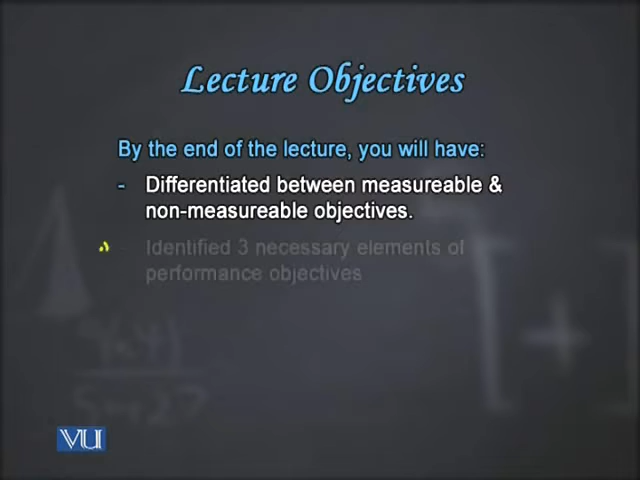 Lecture Objectives
By the end of the lecture, you will have:
- Differentiated between measureable &
non-measureable objectives.
- Identified 3 necessary elements of
performance objectives
VU